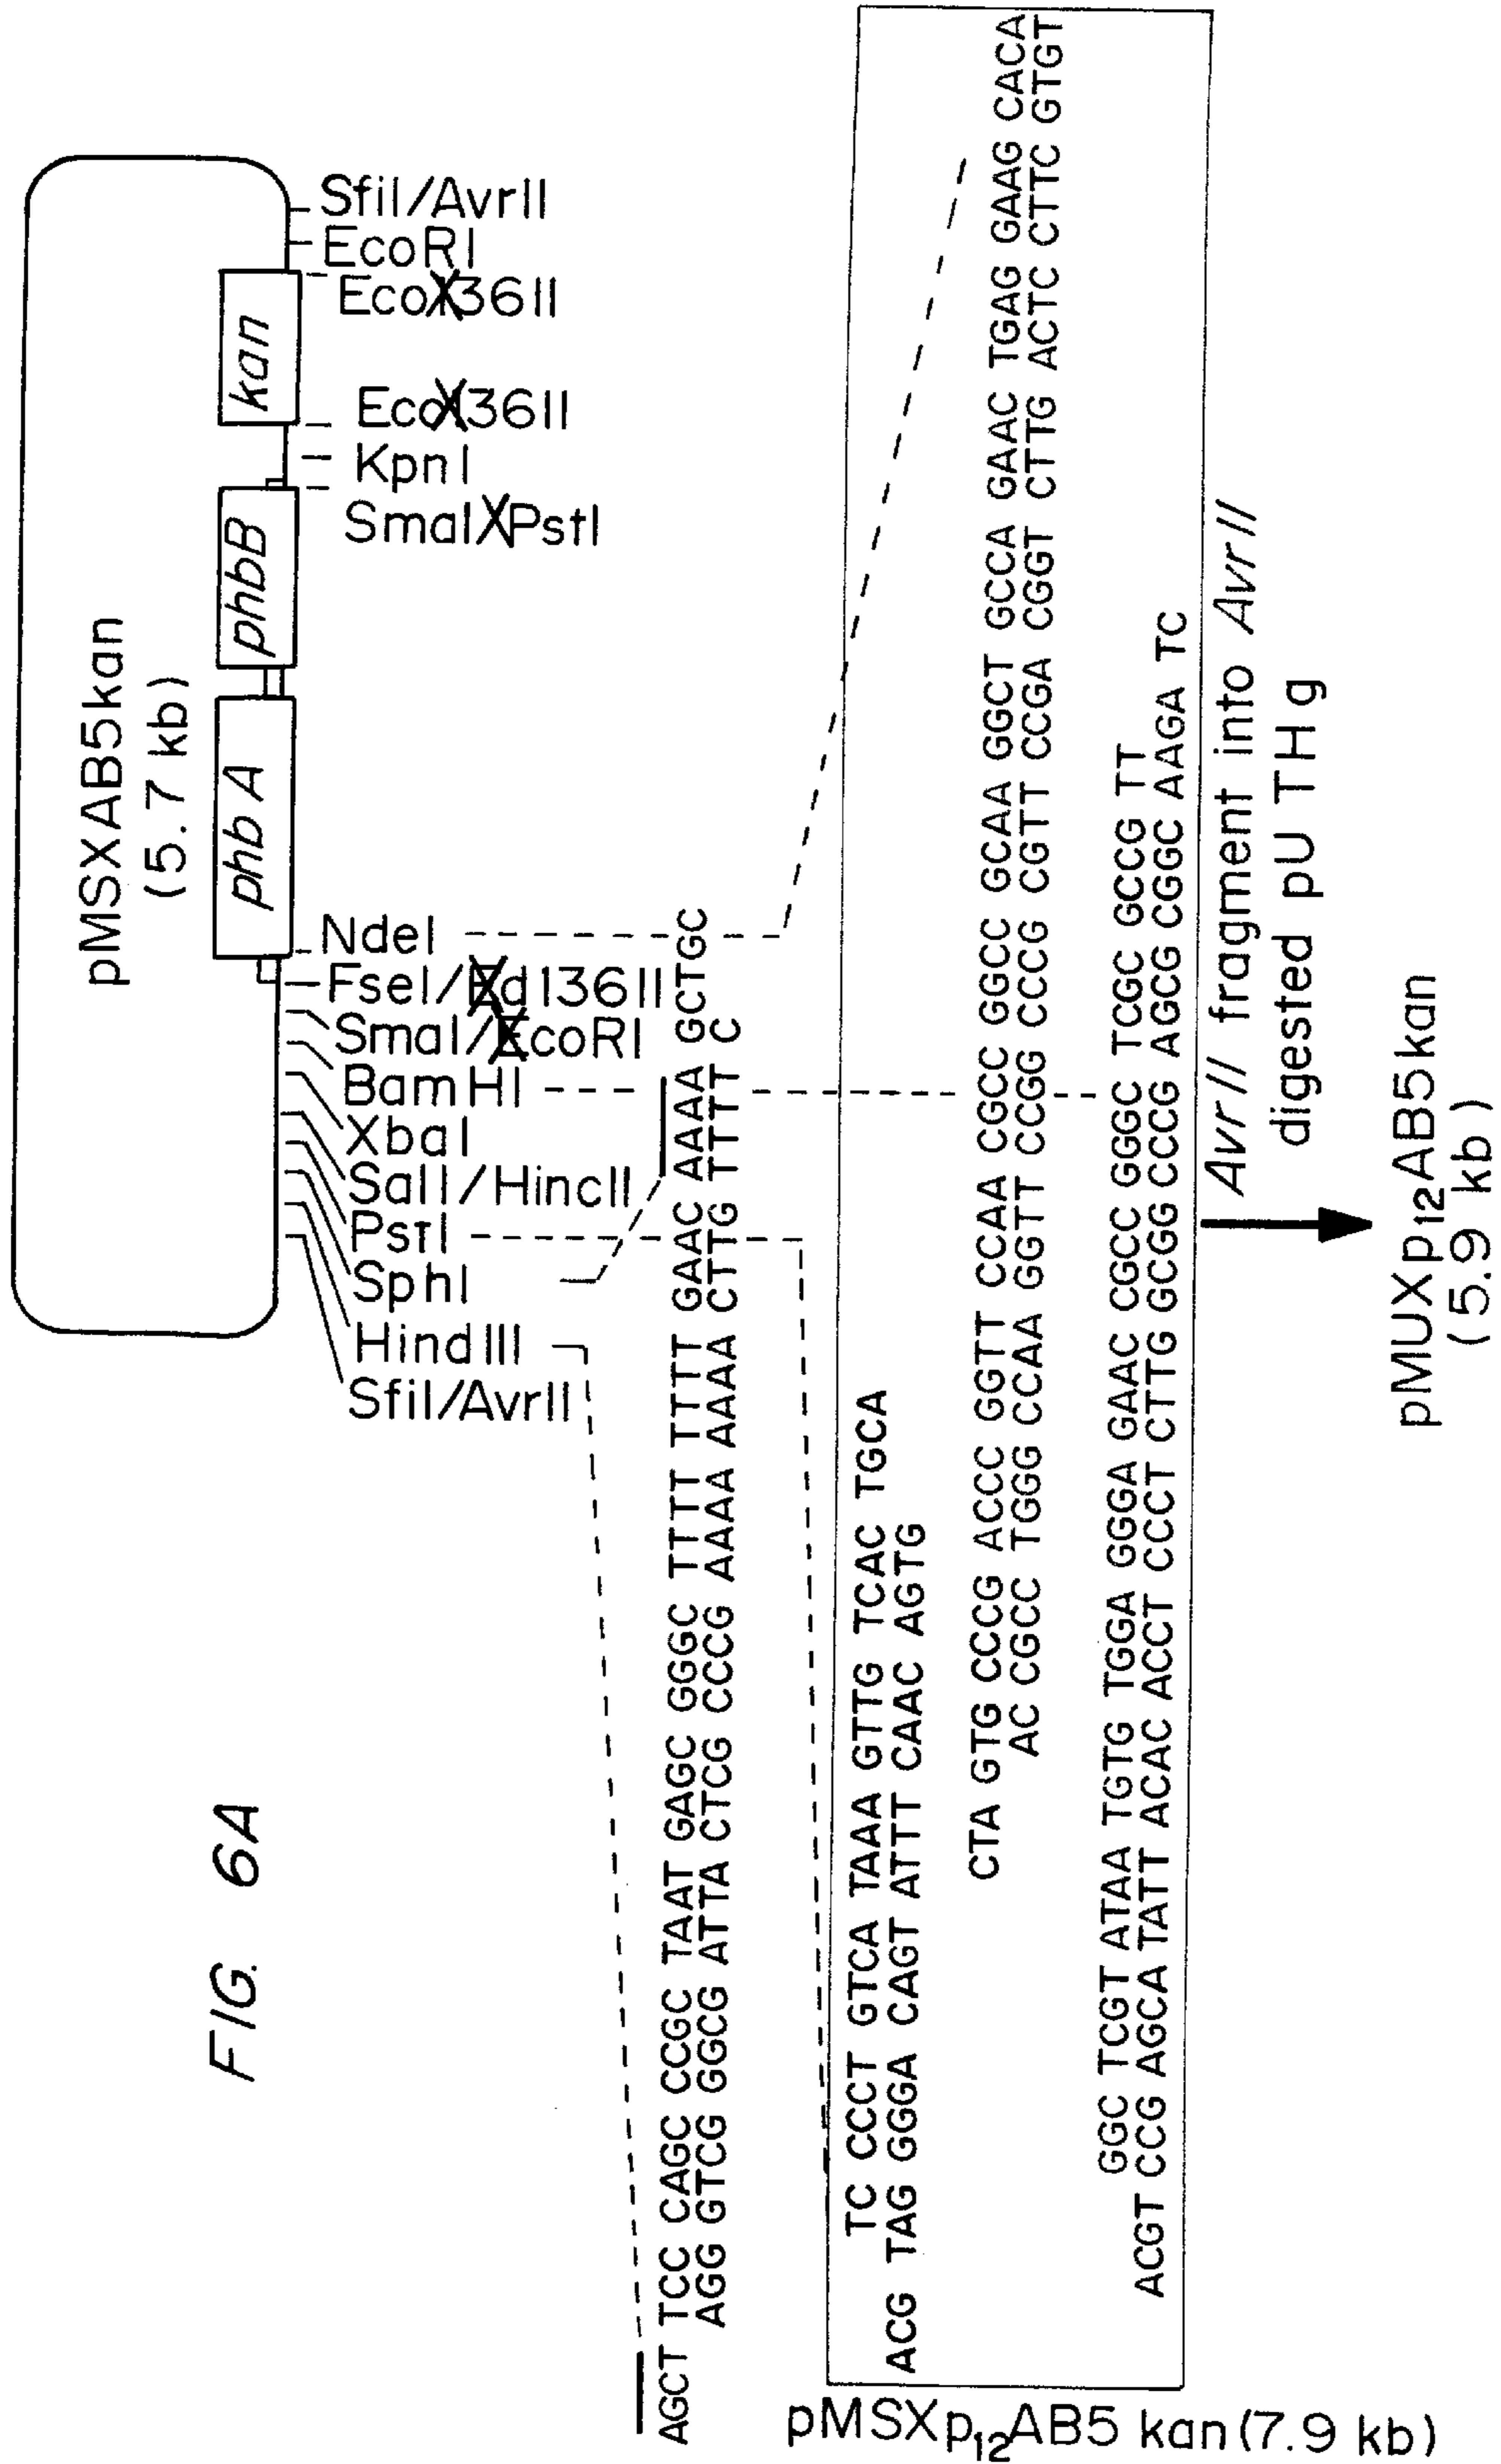 FIG. 6A
pMSXAB5kan
(5.7 kb)
phbA
phbB
kan
SfiI/AvrII
HindIII
SphI
PstI
SalI/HincII
XbaI
BamHI
SmaI/EcoRI
FseI/Ecl136II
NdeI
SmaI/PstI
KpnI
EcoX36II
EcoX36II
EcoRI
SfiI/AvrII
AGCT TCC CAGC CCGC TAAT GAGC GGGC TTTT TTTT GAAC AAAA GCTGC
AGG GTCG GGCG ATTA CTCG CCCG AAAA AAAA CTTG TTTT C
TC CCCT GTCA TAAA GTTG TCAC TGCA
ACG TAG GGGA CAGT ATTT CAAC AGTG
CTA GTG CCCG ACCC GGTT CCAA CGCC GGCC GCAA GGCT GCCA GAAC TGAG GAAG CACA
AC CGCC TGGG CCAA GGTT CCGG CCCG CGTT CCGA CGGT CTTG ACTC CTTC GTGT
GGC TCGT ATAA TGTG TGGA GGGA GAAC CGCC GGGC TCGC GCCG TT
ACGT CCG AGCA TATT ACAC ACCT CCCT CTTG GCGG CCCG AGCG CGGC AAGA TC
pMSXp12AB5 kan (7.9 kb)
AvrII fragment into AvrII
digested pUTHg
pMUXp12AB5kan
(5.9 kb)